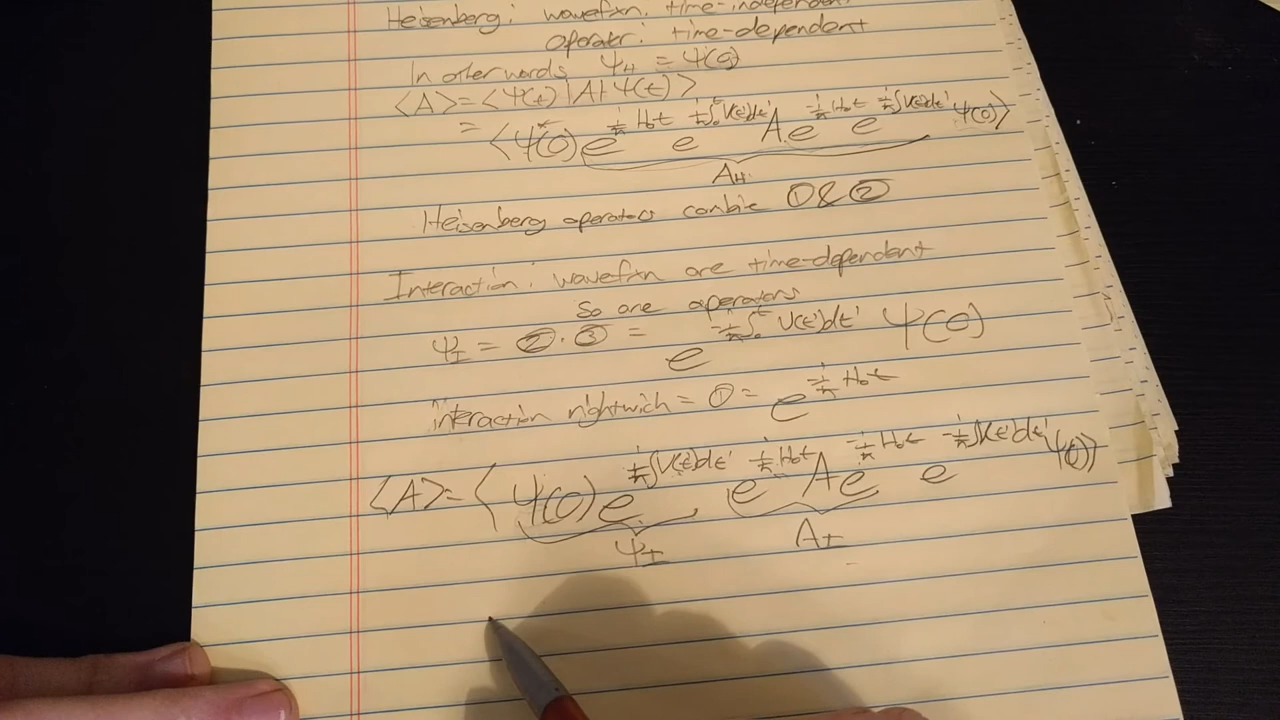 Heisenberg: wavefxn: time-independent
operator: time-dependent
In other words Ψ_H = Ψ(0)
⟨A⟩ = ⟨Ψ(t)|A|Ψ(t)⟩
= ⟨Ψ*(0) e^{i/ħ H₀t} e^{i/ħ ∫₀ᵗ V(t')dt'} A e^{-i/ħ H₀t} e^{-i/ħ ∫V(t')dt'} Ψ(0)⟩
A_H.
Heisenberg operators combie ① & ②
Interaction: wavefxn are time-dependent
So are operators
Ψ_I = ② · ③ = e^{-i/ħ ∫₀ᵗ V(t')dt'} Ψ(0)
interaction = ① = e^{-i/ħ H₀t}
⟨A⟩ = ⟨Ψ(0) e^{i/ħ ∫V(t')dt'} e^{i/ħ H₀t} A e^{-i/ħ H₀t} e^{-i/ħ ∫V(t')dt'} Ψ(0)⟩
Ψ_I A_I